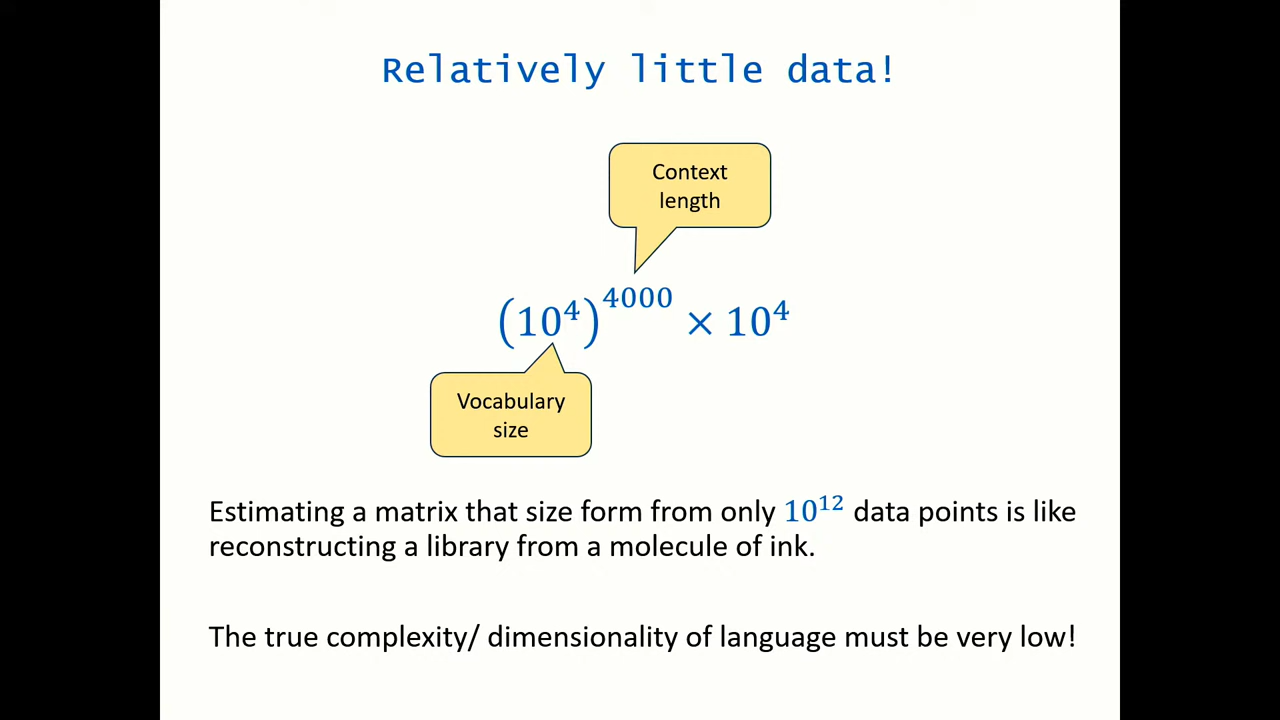 Relatively little data!
Context
length
(10⁴)⁴⁰⁰⁰ × 10⁴
Vocabulary
size
Estimating a matrix that size form from only 10¹² data points is like
reconstructing a library from a molecule of ink.
The true complexity/ dimensionality of language must be very low!